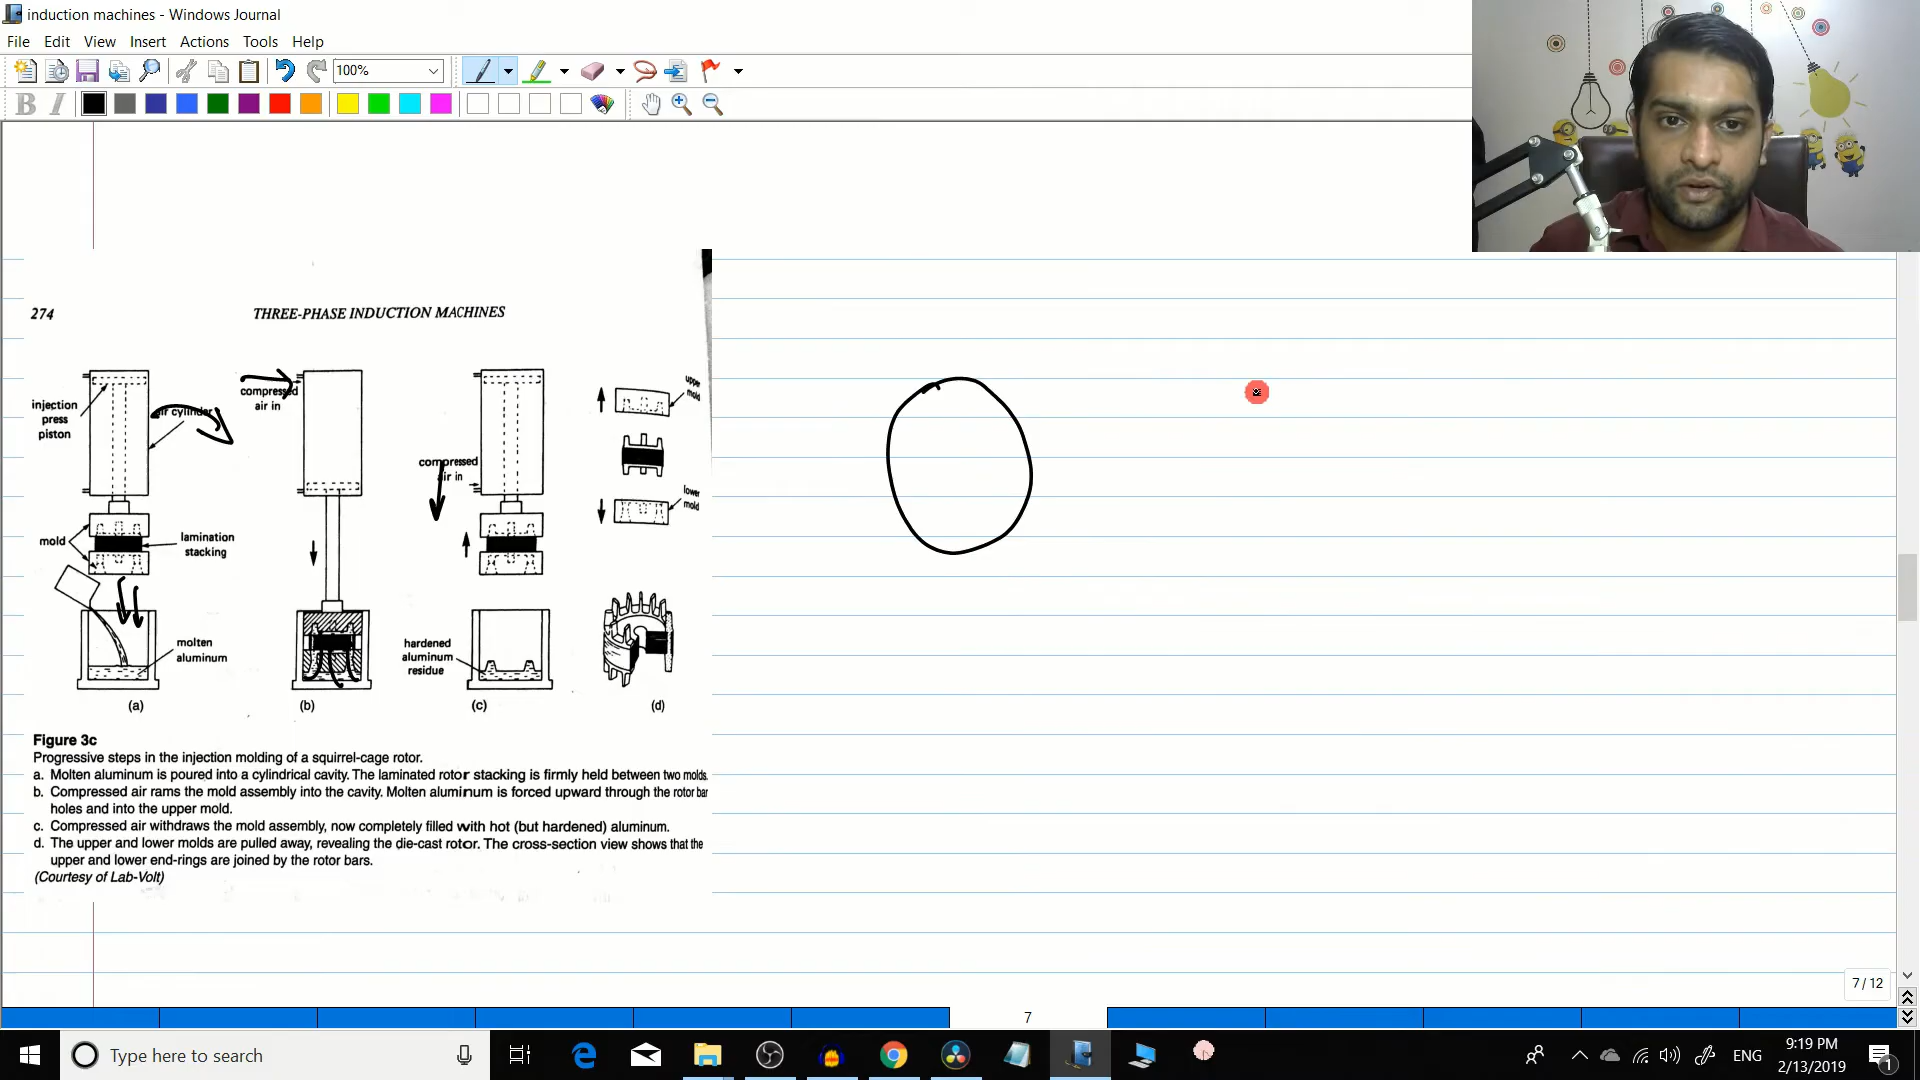 induction machines - Windows Journal
File Edit View Insert Actions Tools Help
100%
B I
274
THREE-PHASE INDUCTION MACHINES
injection
press
piston
air cylinder
compressed
air in
compressed
air in
upper
mold
lower
mold
mold
lamination
stacking
molten
aluminum
hardened
aluminum
residue
(a) (b) (c) (d)
Figure 3c
Progressive steps in the injection molding of a squirrel-cage rotor.
a. Molten aluminum is poured into a cylindrical cavity. The laminated rotor stacking is firmly held between two molds.
b. Compressed air rams the mold assembly into the cavity. Molten aluminum is forced upward through the rotor bar
holes and into the upper mold.
c. Compressed air withdraws the mold assembly, now completely filled with hot (but hardened) aluminum.
d. The upper and lower molds are pulled away, revealing the die-cast rotor. The cross-section view shows that the
upper and lower end-rings are joined by the rotor bars.
(Courtesy of Lab-Volt)
7 / 12
7
Type here to search
ENG
9:19 PM
2/13/2019
1